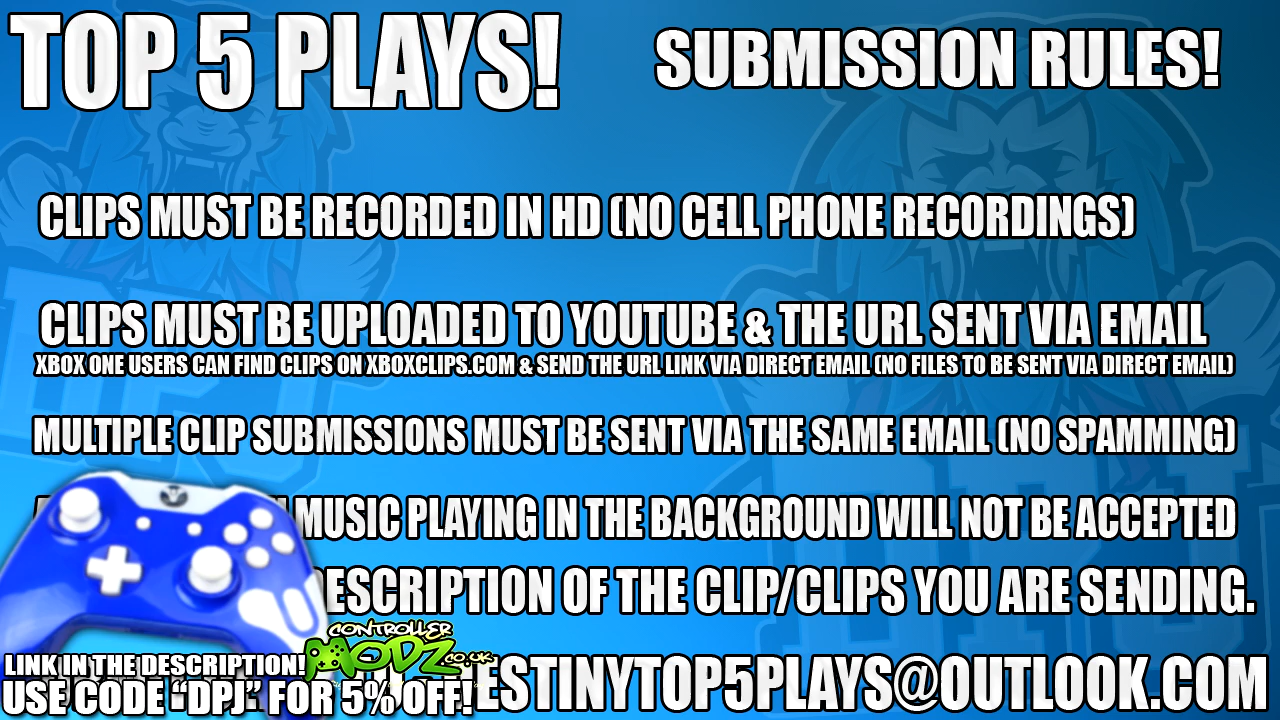 TOP 5 PLAYS!
SUBMISSION RULES!
CLIPS MUST BE RECORDED IN HD (NO CELL PHONE RECORDINGS)
CLIPS MUST BE UPLOADED TO YOUTUBE & THE URL SENT VIA EMAIL
XBOX ONE USERS CAN FIND CLIPS ON XBOXCLIPS.COM & SEND THE URL LINK VIA DIRECT EMAIL (NO FILES TO BE SENT VIA DIRECT EMAIL)
MULTIPLE CLIP SUBMISSIONS MUST BE SENT VIA THE SAME EMAIL (NO SPAMMING)
MUSIC PLAYING IN THE BACKGROUND WILL NOT BE ACCEPTED
ESCRIPTION OF THE CLIP/CLIPS YOU ARE SENDING.
CONTROLLER
MODZ.CO.UK
LINK IN THE DESCRIPTION!
USE CODE “DPJ” FOR 5% OFF!
ESTINYTOP5PLAYS@OUTLOOK.COM
DPJ